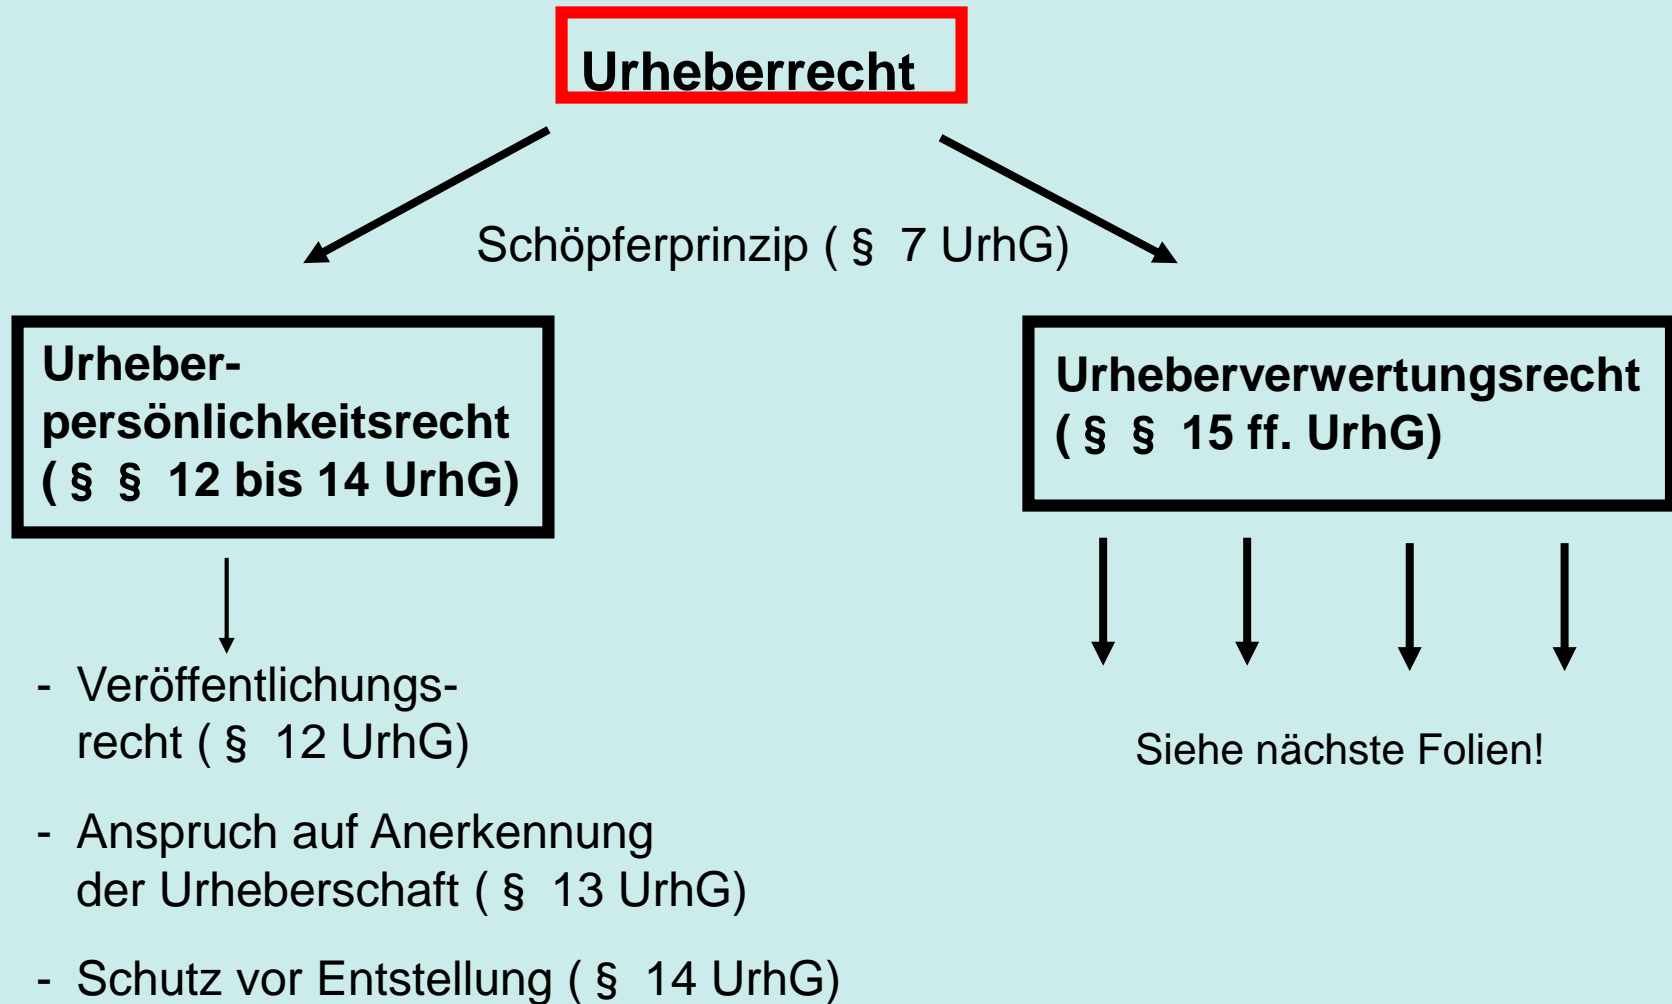 Urheberrecht
Schöpferprinzip ( § 7 UrhG)
Urheber-
persönlichkeitsrecht
( § § 12 bis 14 UrhG)
Urheberverwertungsrecht
( § § 15 ff. UrhG)
- Veröffentlichungs-
recht ( § 12 UrhG)
- Anspruch auf Anerkennung
der Urheberschaft ( § 13 UrhG)
- Schutz vor Entstellung ( § 14 UrhG)
Siehe nächste Folien!